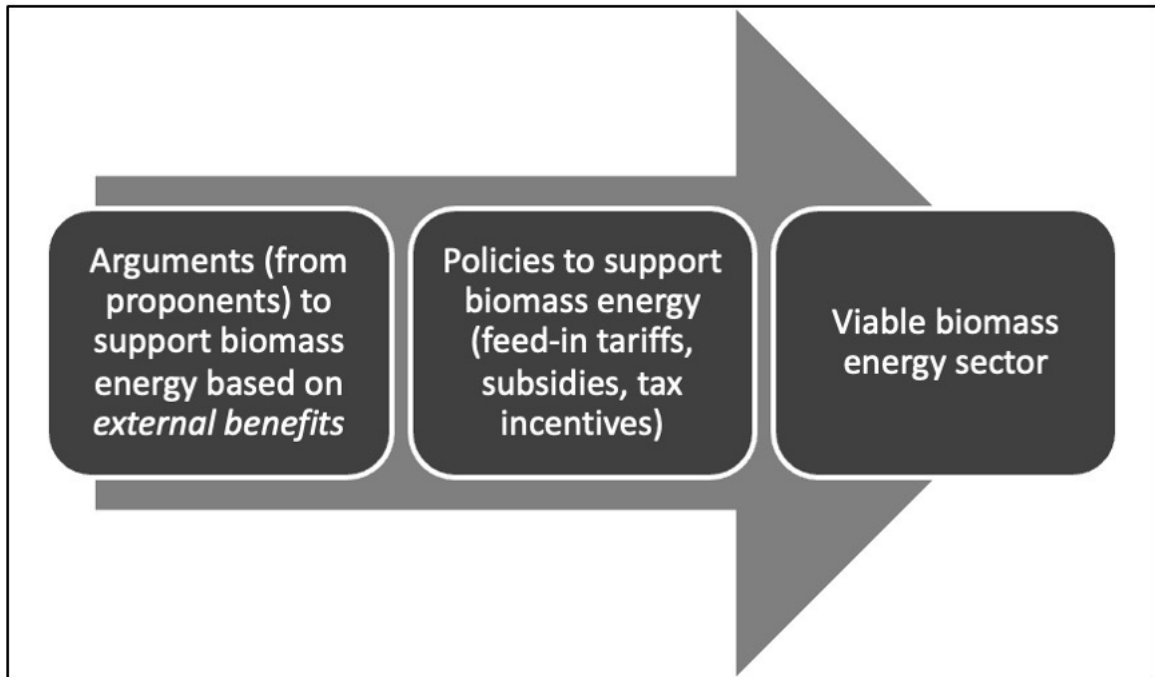 Arguments (from
proponents) to
support biomass
energy based on
external benefits
Policies to support
biomass energy
(feed-in tariffs,
subsidies, tax
incentives)
Viable biomass
energy sector